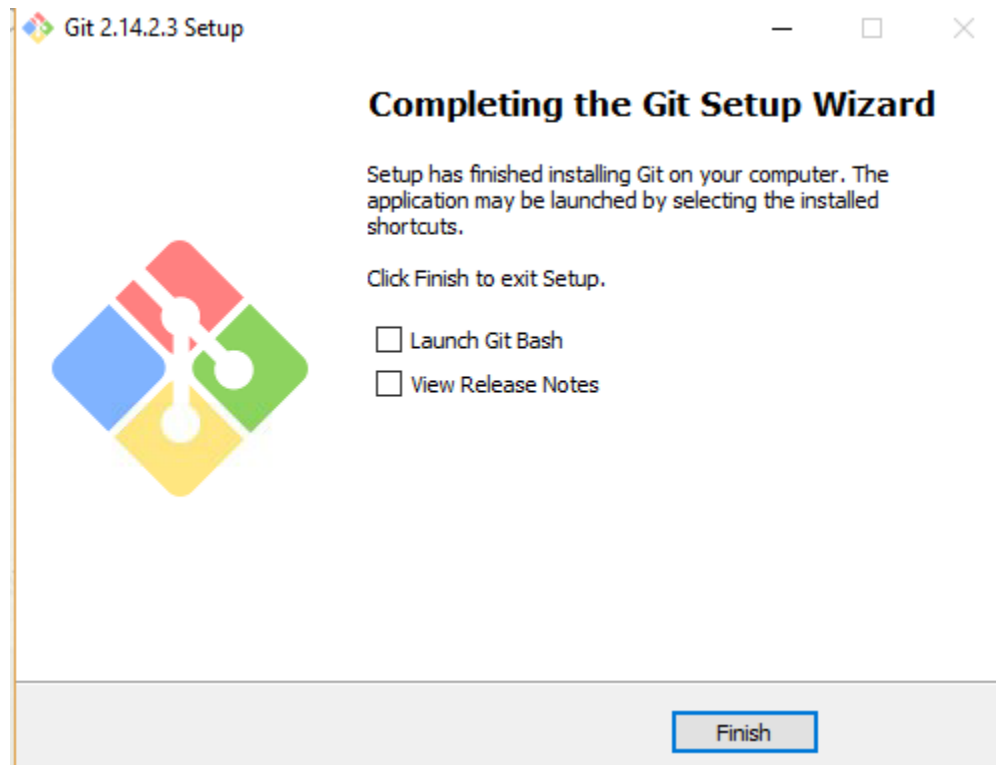 Git 2.14.2.3 Setup
Completing the Git Setup Wizard
Setup has finished installing Git on your computer. The
application may be launched by selecting the installed
shortcuts.
Click Finish to exit Setup.
Launch Git Bash
View Release Notes
Finish